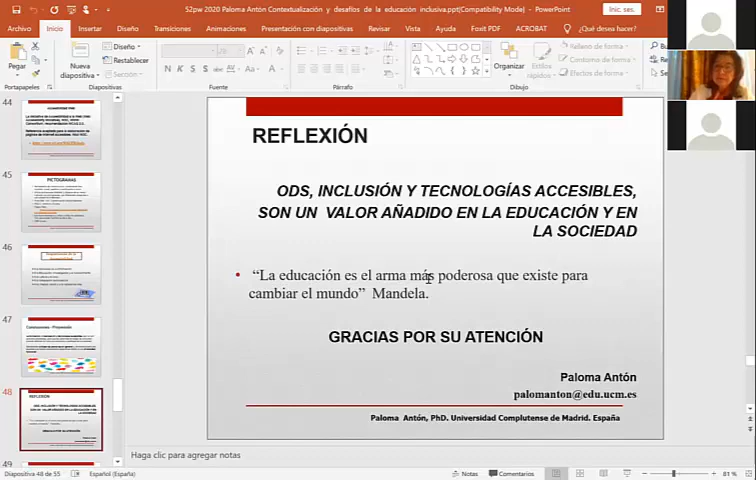 52pw 2020 Paloma Antón Contextualización y desafíos de la educación inclusiva.ppt[Compatibility Mode] - PowerPoint
Inic. ses.
Archivo Inicio Insertar Diseño Transiciones Animaciones Presentación con diapositivas Revisar Vista Foxit PDF ACROBAT ¿Qué desea hacer?
Pegar
Nueva diapositiva
Diseño
Restablecer
Sección
N K S
Organizar
Estilos rápidos
Relleno de forma
Contorno de forma
Efectos de forma
Portapapeles Diapositivas Fuente Párrafo Dibujo
44
45
PICTOGRAMAS
46
47
48
49
REFLEXIÓN
ODS, INCLUSIÓN Y TECNOLOGÍAS ACCESIBLES,
SON UN VALOR AÑADIDO EN LA EDUCACIÓN Y EN
LA SOCIEDAD
• “La educación es el arma más poderosa que existe para
cambiar el mundo” Mandela.
GRACIAS POR SU ATENCIÓN
Paloma Antón
palomanton@edu.ucm.es
Paloma Antón, PhD. Universidad Complutense de Madrid. España
Haga clic para agregar notas
Diapositiva 48 de 55 Español (España) Notas Comentarios 81 %